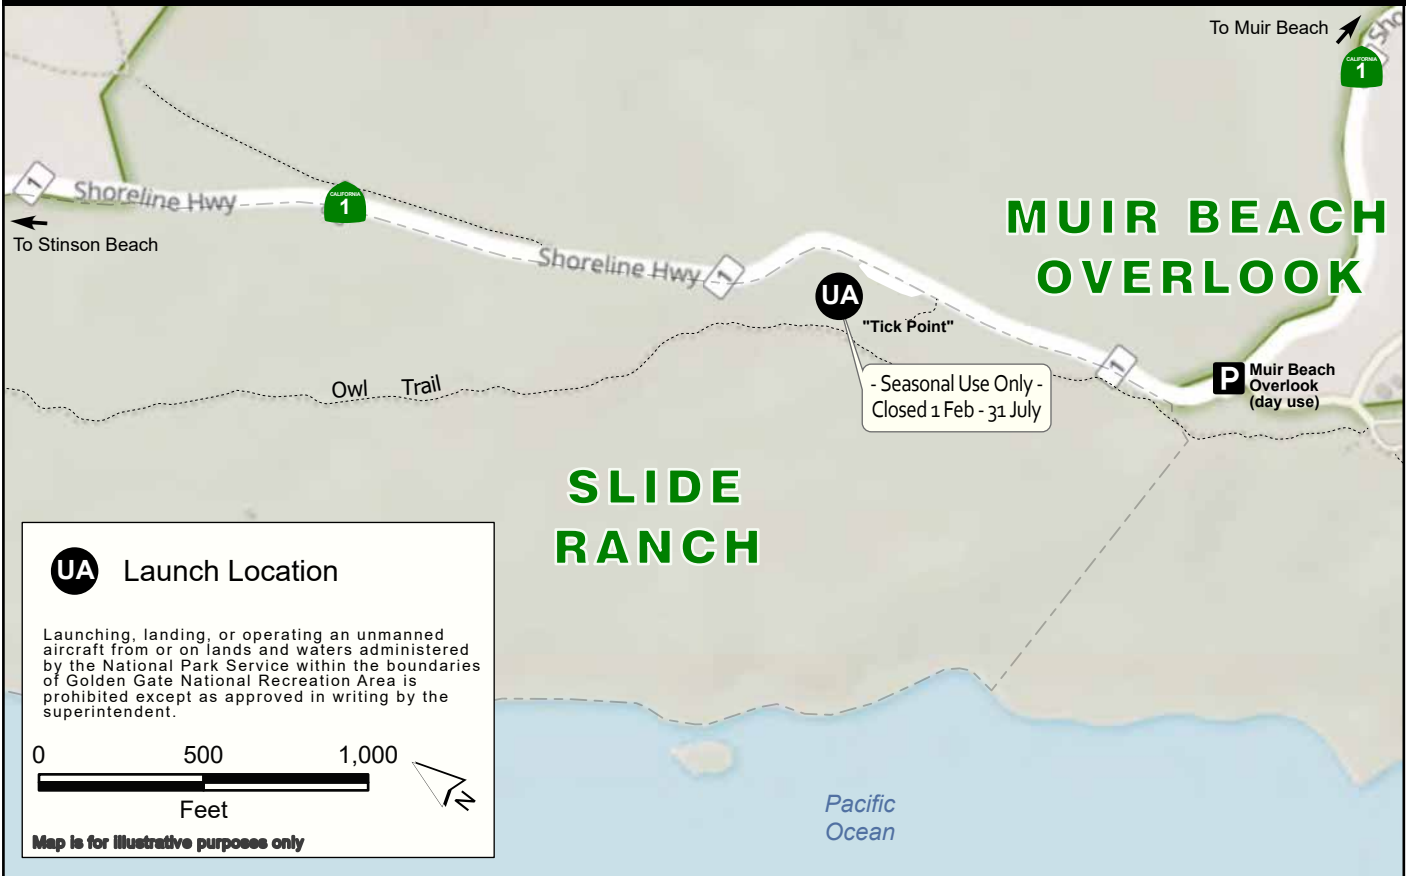 To Muir Beach
Sho
CALIFORNIA
1
1
Shoreline Hwy
CALIFORNIA
1
To Stinson Beach
MUIR BEACH
OVERLOOK
Shoreline Hwy
1
UA
"Tick Point"
1
P
Muir Beach
Overlook
(day use)
Owl Trail
- Seasonal Use Only -
Closed 1 Feb - 31 July
SLIDE
RANCH
UA Launch Location
Launching, landing, or operating an unmanned
aircraft from or on lands and waters administered
by the National Park Service within the boundaries
of Golden Gate National Recreation Area is
prohibited except as approved in writing by the
superintendent.
0 500 1,000
Feet
N
Map is for illustrative purposes only
Pacific
Ocean